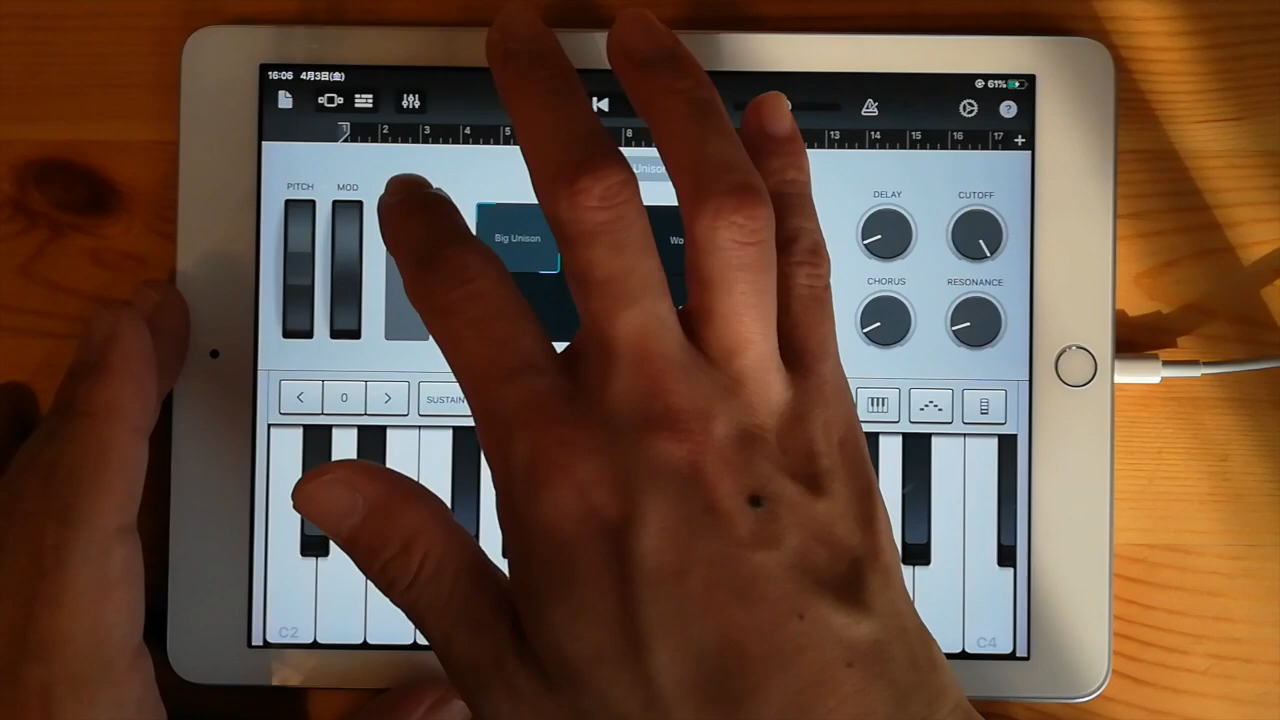 16:06 4月3日(金)
61%
?
1 2 3 4 5 8 13 14 15 16 17 +
Unison
PITCH MOD
DELAY CUTOFF
Big Unison
CHORUS RESONANCE
< 0 > SUSTAIN
C2 C4